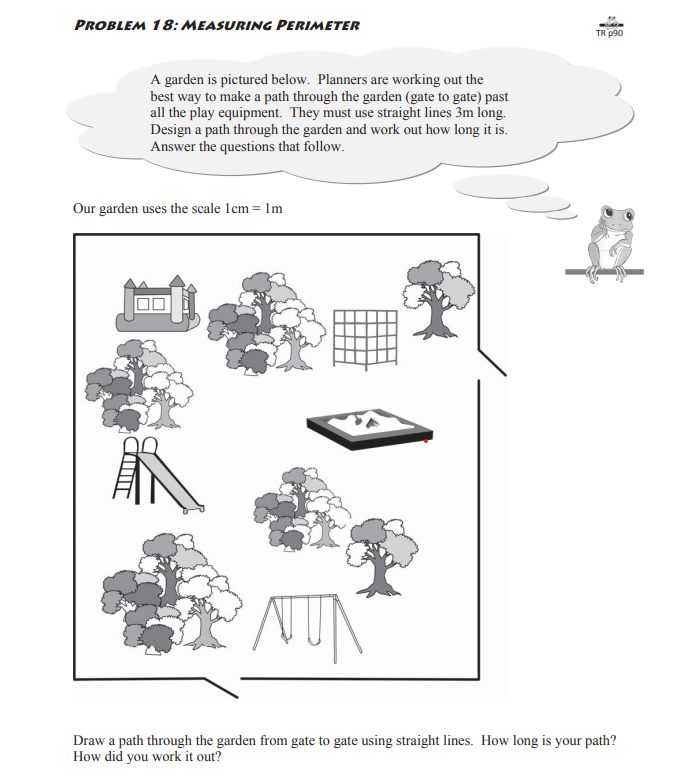 PROBLEM 18: MEASURING PERIMETER
TR p90
A garden is pictured below. Planners are working out the
best way to make a path through the garden (gate to gate) past
all the play equipment. They must use straight lines 3m long.
Design a path through the garden and work out how long it is.
Answer the questions that follow.
Our garden uses the scale 1cm = 1m
Draw a path through the garden from gate to gate using straight lines. How long is your path?
How did you work it out?